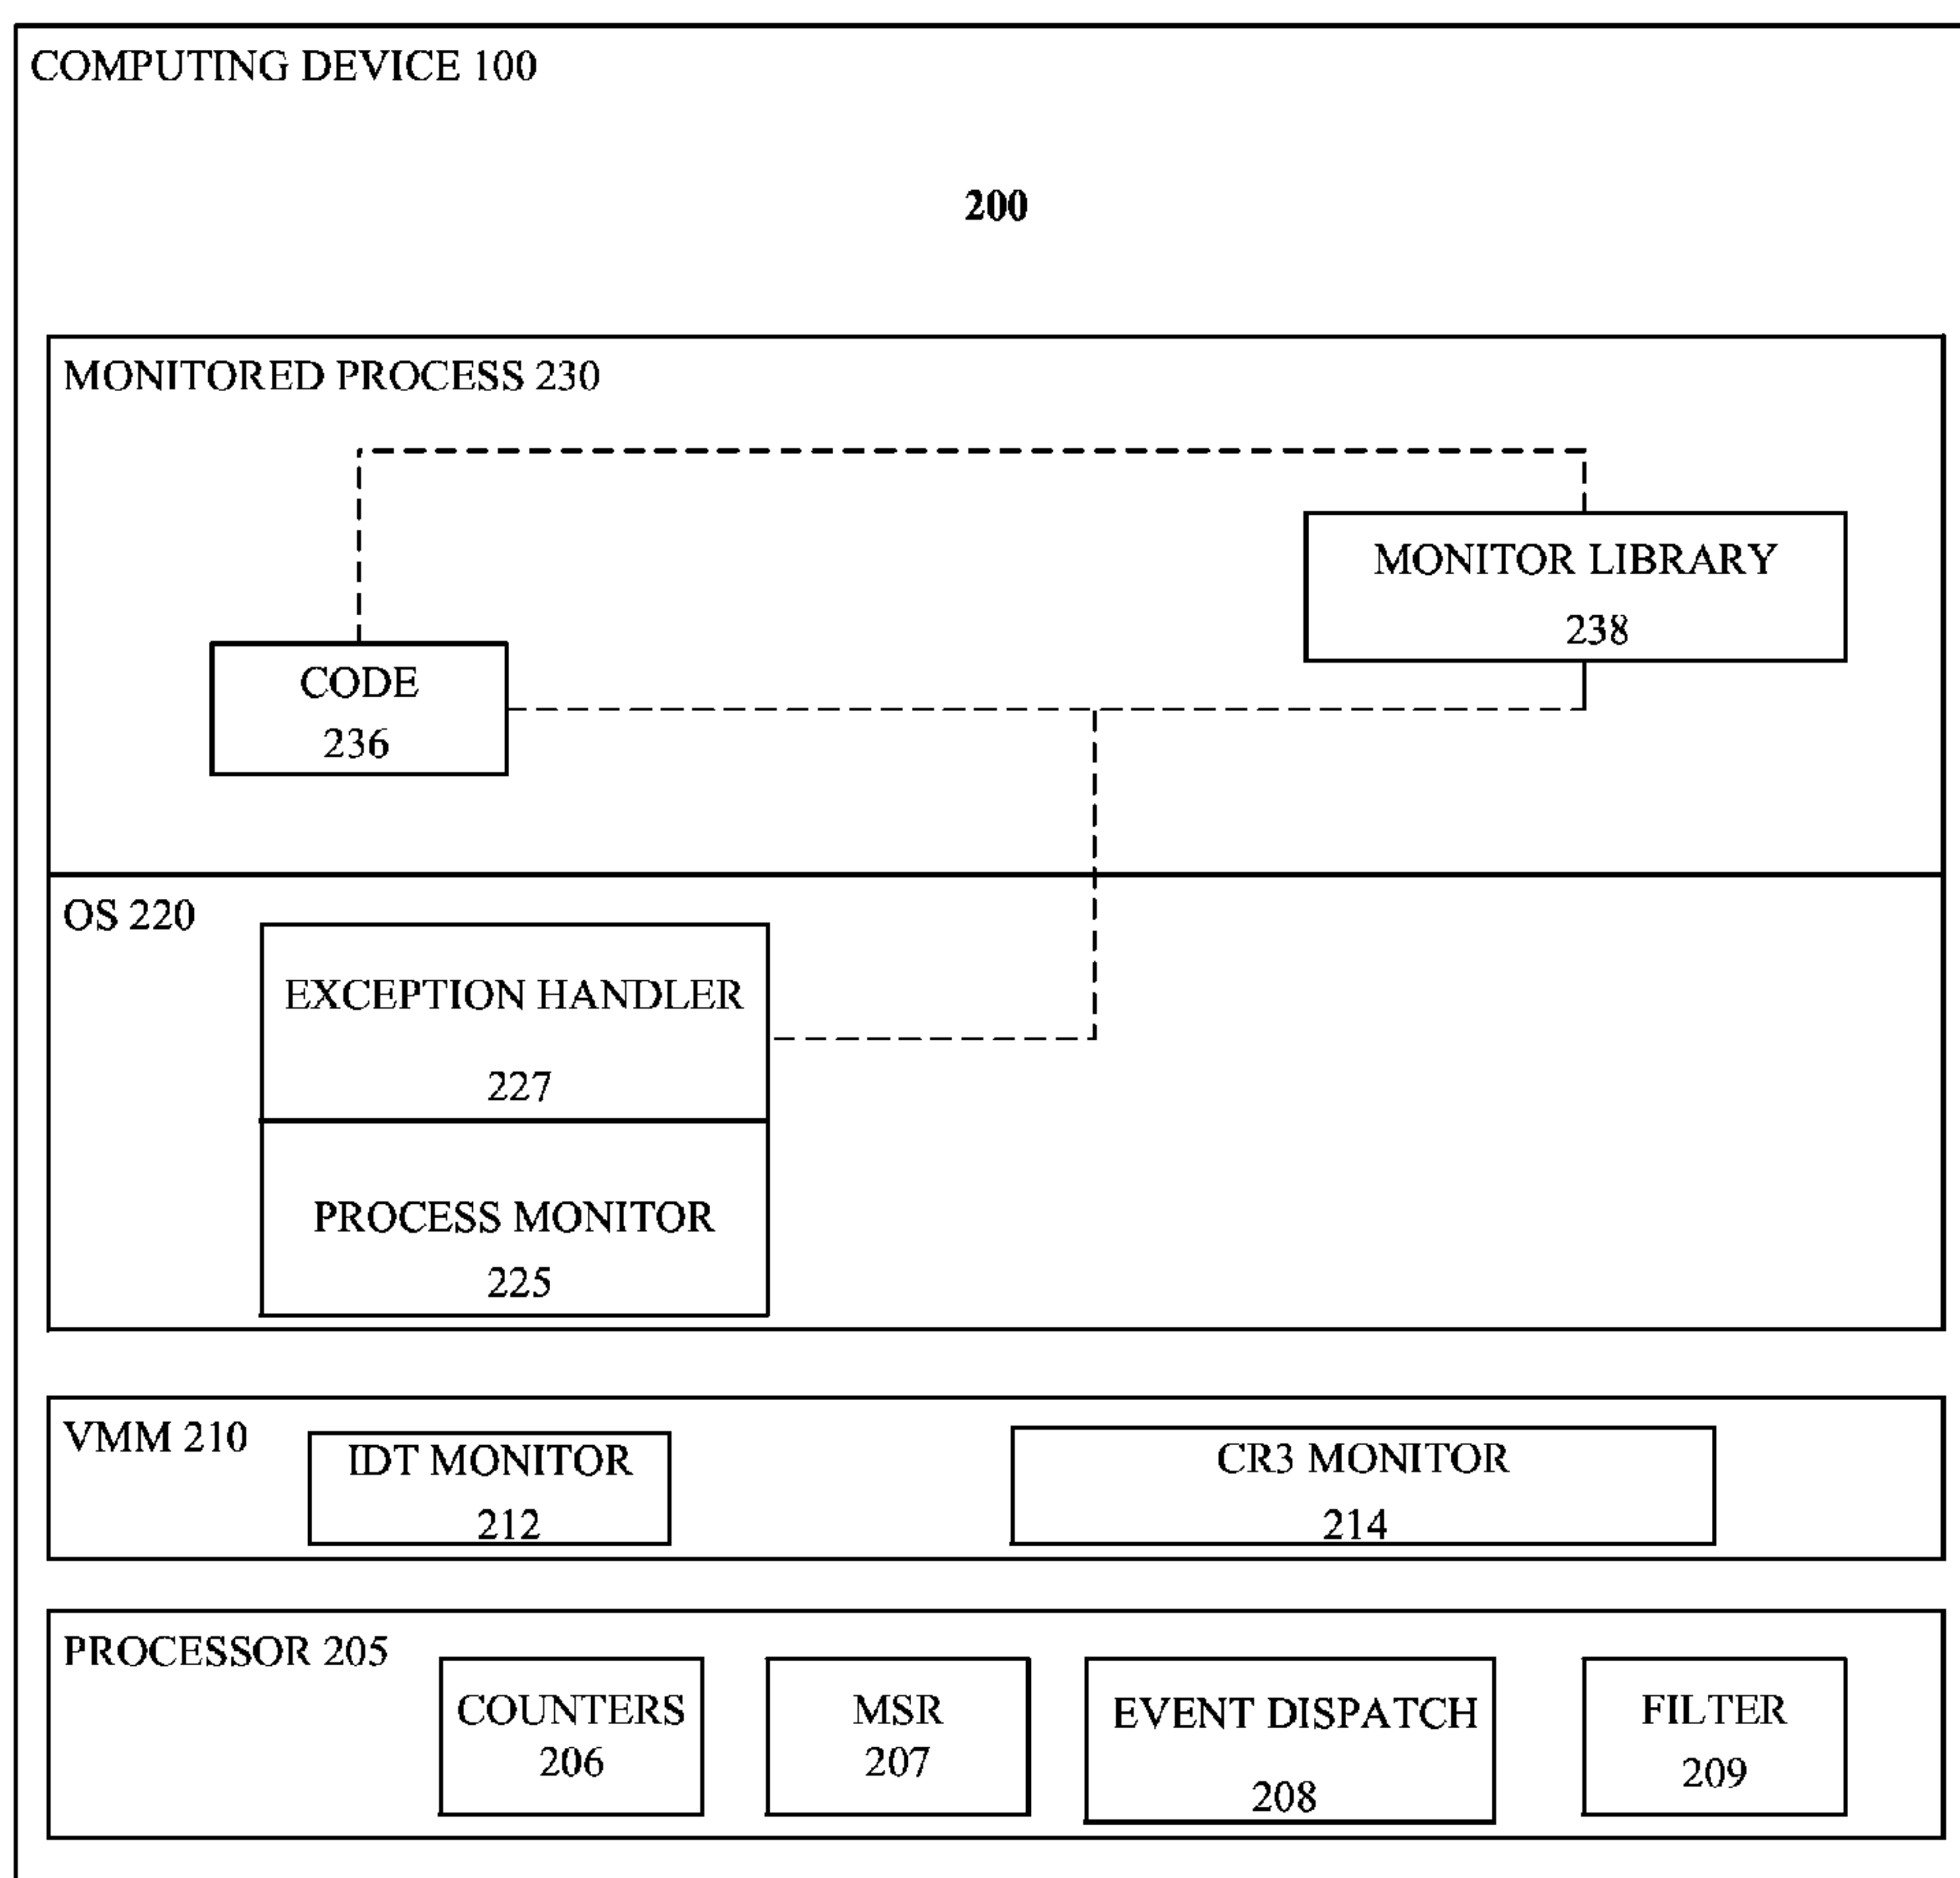 COMPUTING DEVICE 100
200
MONITORED PROCESS 230
MONITOR LIBRARY
238
CODE
236
OS 220
EXCEPTION HANDLER
227
PROCESS MONITOR
225
VMM 210
IDT MONITOR
212
CR3 MONITOR
214
PROCESSOR 205
COUNTERS
206
MSR
207
EVENT DISPATCH
208
FILTER
209